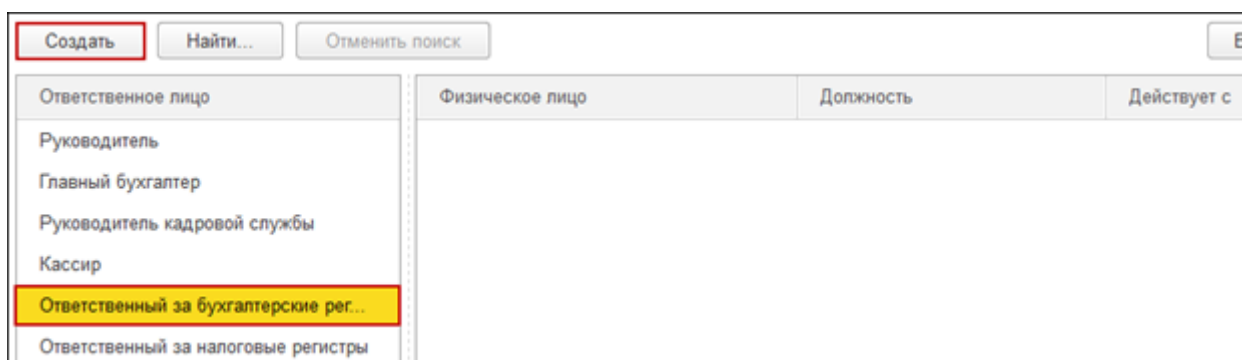 Создать Найти... Отменить поиск
Ответственное лицо Физическое лицо Должность Действует с
Руководитель
Главный бухгалтер
Руководитель кадровой службы
Кассир
Ответственный за бухгалтерские рег...
Ответственный за налоговые регистры